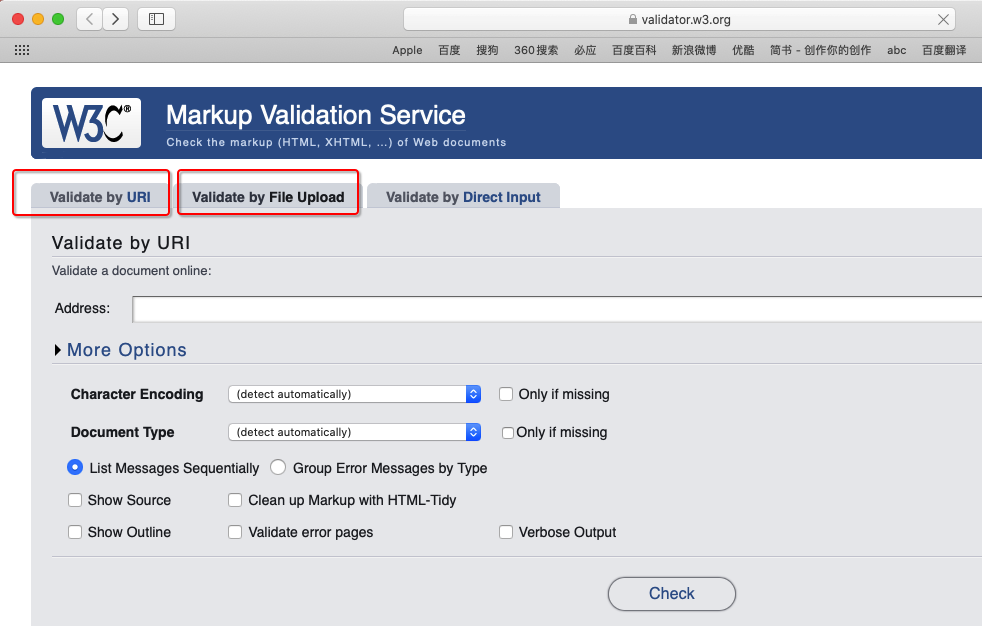 validator.w3.org
Apple 百度 搜狗 360搜索 必应 百度百科 新浪微博 优酷 简书 - 创作你的创作 abc 百度翻译
W3C®
Markup Validation Service
Check the markup (HTML, XHTML, ...) of Web documents
Validate by URI Validate by File Upload Validate by Direct Input
Validate by URI
Validate a document online:
Address:
More Options
Character Encoding (detect automatically) Only if missing
Document Type (detect automatically) Only if missing
List Messages Sequentially Group Error Messages by Type
Show Source Clean up Markup with HTML-Tidy
Show Outline Validate error pages Verbose Output
Check